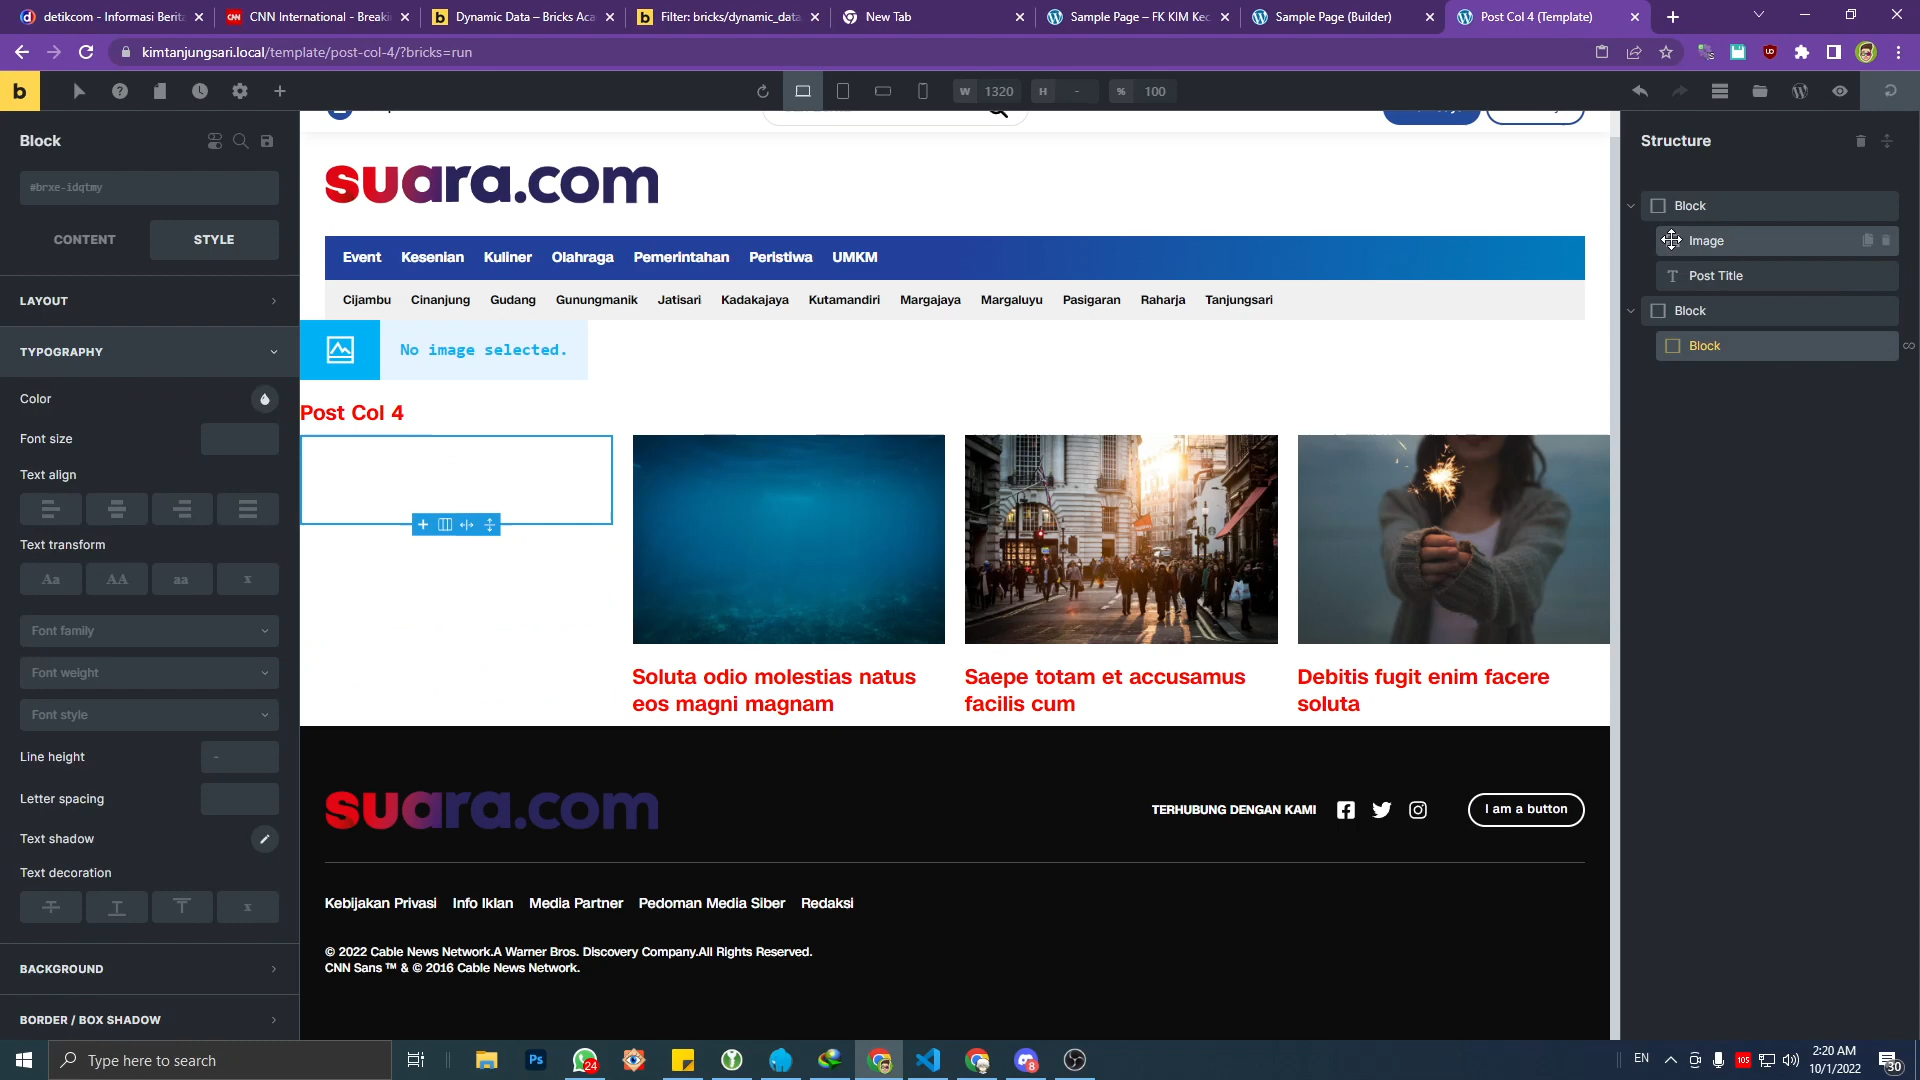 detikcom - Informasi Berita
CNN International - Breaki
Dynamic Data – Bricks Aca
Filter: bricks/dynamic_data
New Tab
Sample Page – FK KIM Kec
Sample Page (Builder)
Post Col 4 (Template)
kimtanjungsari.local/template/post-col-4/?bricks=run
b
W 1320 H - % 100
Block
#brxe-idqtmy
CONTENT STYLE
LAYOUT
TYPOGRAPHY
Color
Font size
Text align
Text transform
Aa AA aa x
Font family
Font weight
Font style
Line height -
Letter spacing
Text shadow
Text decoration
x
BACKGROUND
BORDER / BOX SHADOW
suara.com
Event Kesenian Kuliner Olahraga Pemerintahan Peristiwa UMKM
Cijambu Cinanjung Gudang Gunungmanik Jatisari Kadakajaya Kutamandiri Margajaya Margaluyu Pasigaran Raharja Tanjungsari
No image selected.
Post Col 4
Soluta odio molestias natus
eos magni magnam
Saepe totam et accusamus
facilis cum
Debitis fugit enim facere
soluta
suara.com
TERHUBUNG DENGAN KAMI
I am a button
Kebijakan Privasi Info Iklan Media Partner Pedoman Media Siber Redaksi
© 2022 Cable News Network.A Warner Bros. Discovery Company.All Rights Reserved.
CNN Sans ™ & © 2016 Cable News Network.
Structure
Block
Image
Post Title
Block
Block
Type here to search
Ps
24
8
EN
105
2:20 AM
10/1/2022
30